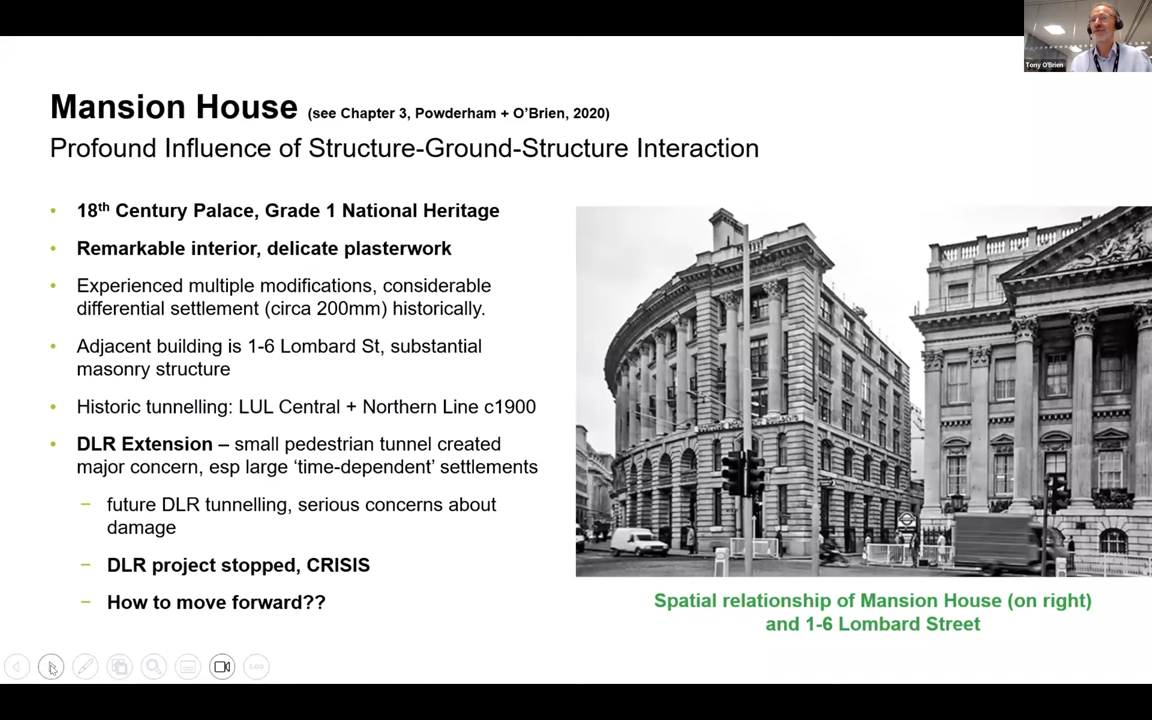 Tony O'Brien
Mansion House (see Chapter 3, Powderham + O'Brien, 2020)
Profound Influence of Structure-Ground-Structure Interaction
• 18th Century Palace, Grade 1 National Heritage
• Remarkable interior, delicate plasterwork
• Experienced multiple modifications, considerable
differential settlement (circa 200mm) historically.
• Adjacent building is 1-6 Lombard St, substantial
masonry structure
• Historic tunnelling: LUL Central + Northern Line c1900
• DLR Extension – small pedestrian tunnel created
major concern, esp large 'time-dependent' settlements
− future DLR tunnelling, serious concerns about
damage
− DLR project stopped, CRISIS
− How to move forward??
Spatial relationship of Mansion House (on right)
and 1-6 Lombard Street